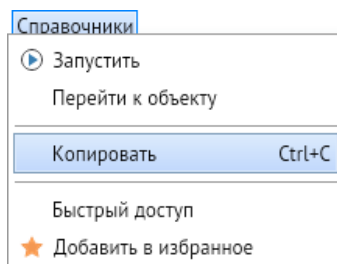 Справочники
Запустить
Перейти к объекту
Копировать Ctrl+C
Быстрый доступ
Добавить в избранное